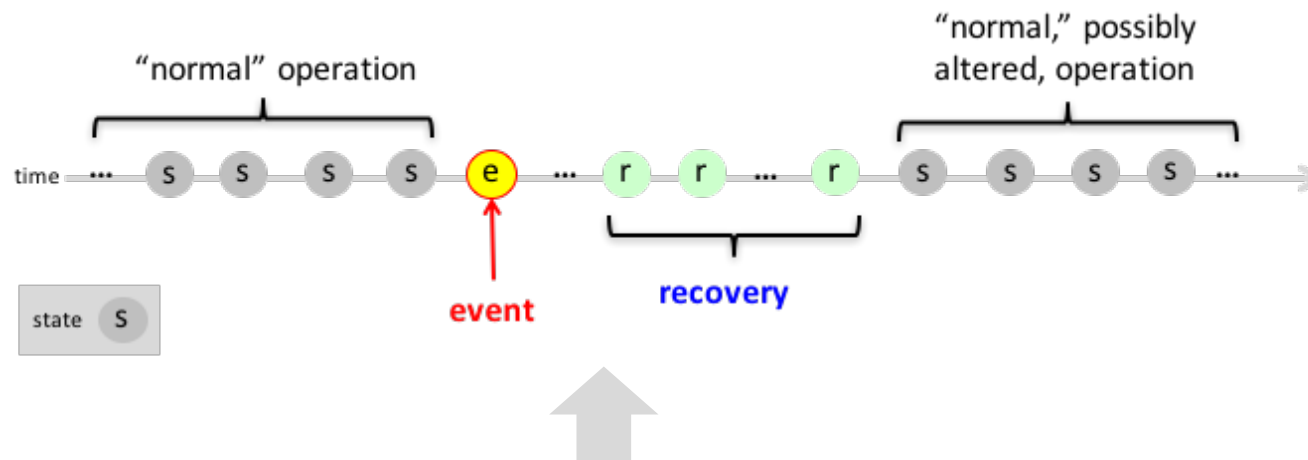 “normal” operation
“normal,” possibly
altered, operation
time ... s s s s e ... r r ... r s s s s ...
event
recovery
state S